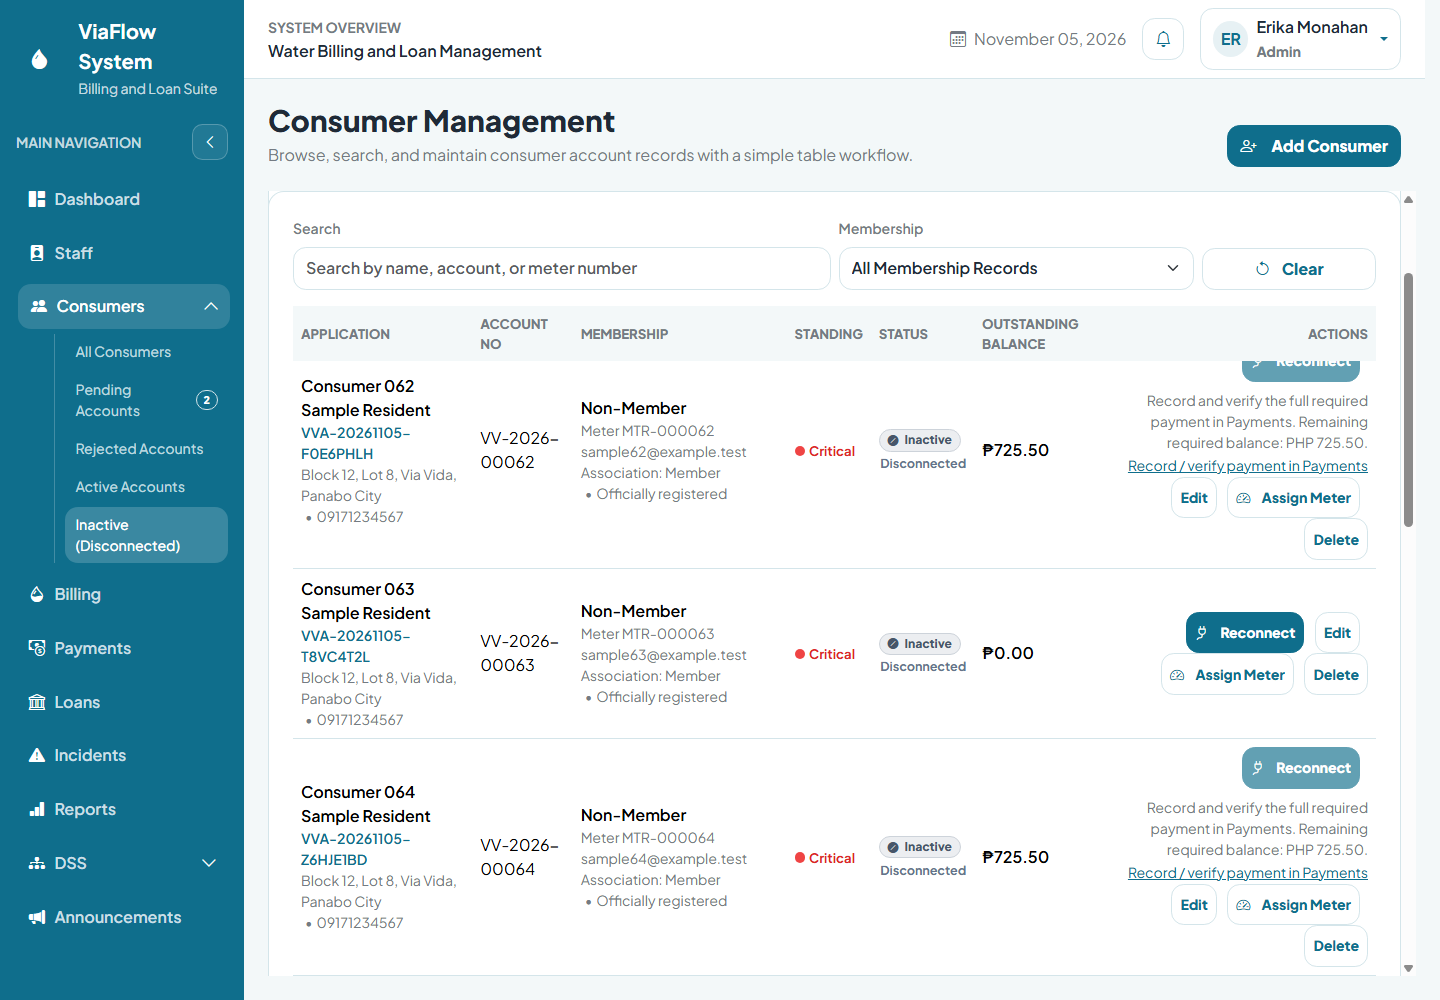 ViaFlow
System
Billing and Loan Suite
MAIN NAVIGATION
Dashboard
Staff
Consumers
All Consumers
Pending
Accounts
2
Rejected Accounts
Active Accounts
Inactive
(Disconnected)
Billing
Payments
Loans
Incidents
Reports
DSS
Announcements
SYSTEM OVERVIEW
Water Billing and Loan Management
November 05, 2026
ER
Erika Monahan
Admin
Consumer Management
Browse, search, and maintain consumer account records with a simple table workflow.
Add Consumer
Search
Membership
Search by name, account, or meter number
All Membership Records
Clear
APPLICATION
ACCOUNT
NO
MEMBERSHIP
STANDING
STATUS
OUTSTANDING
BALANCE
ACTIONS
Consumer 062
Sample Resident
VVA-20261105-
F0E6PHLH
Block 12, Lot 8, Via Vida,
Panabo City
• 09171234567
VV-2026-
00062
Non-Member
Meter MTR-000062
sample62@example.test
Association: Member
• Officially registered
Critical
Inactive
Disconnected
₱725.50
Reconnect
Record and verify the full required
payment in Payments. Remaining
required balance: PHP 725.50.
Record / verify payment in Payments
Edit
Assign Meter
Delete
Consumer 063
Sample Resident
VVA-20261105-
T8VC4T2L
Block 12, Lot 8, Via Vida,
Panabo City
• 09171234567
VV-2026-
00063
Non-Member
Meter MTR-000063
sample63@example.test
Association: Member
• Officially registered
Critical
Inactive
Disconnected
₱0.00
Reconnect
Edit
Assign Meter
Delete
Consumer 064
Sample Resident
VVA-20261105-
Z6HJE1BD
Block 12, Lot 8, Via Vida,
Panabo City
• 09171234567
VV-2026-
00064
Non-Member
Meter MTR-000064
sample64@example.test
Association: Member
• Officially registered
Critical
Inactive
Disconnected
₱725.50
Reconnect
Record and verify the full required
payment in Payments. Remaining
required balance: PHP 725.50.
Record / verify payment in Payments
Edit
Assign Meter
Delete